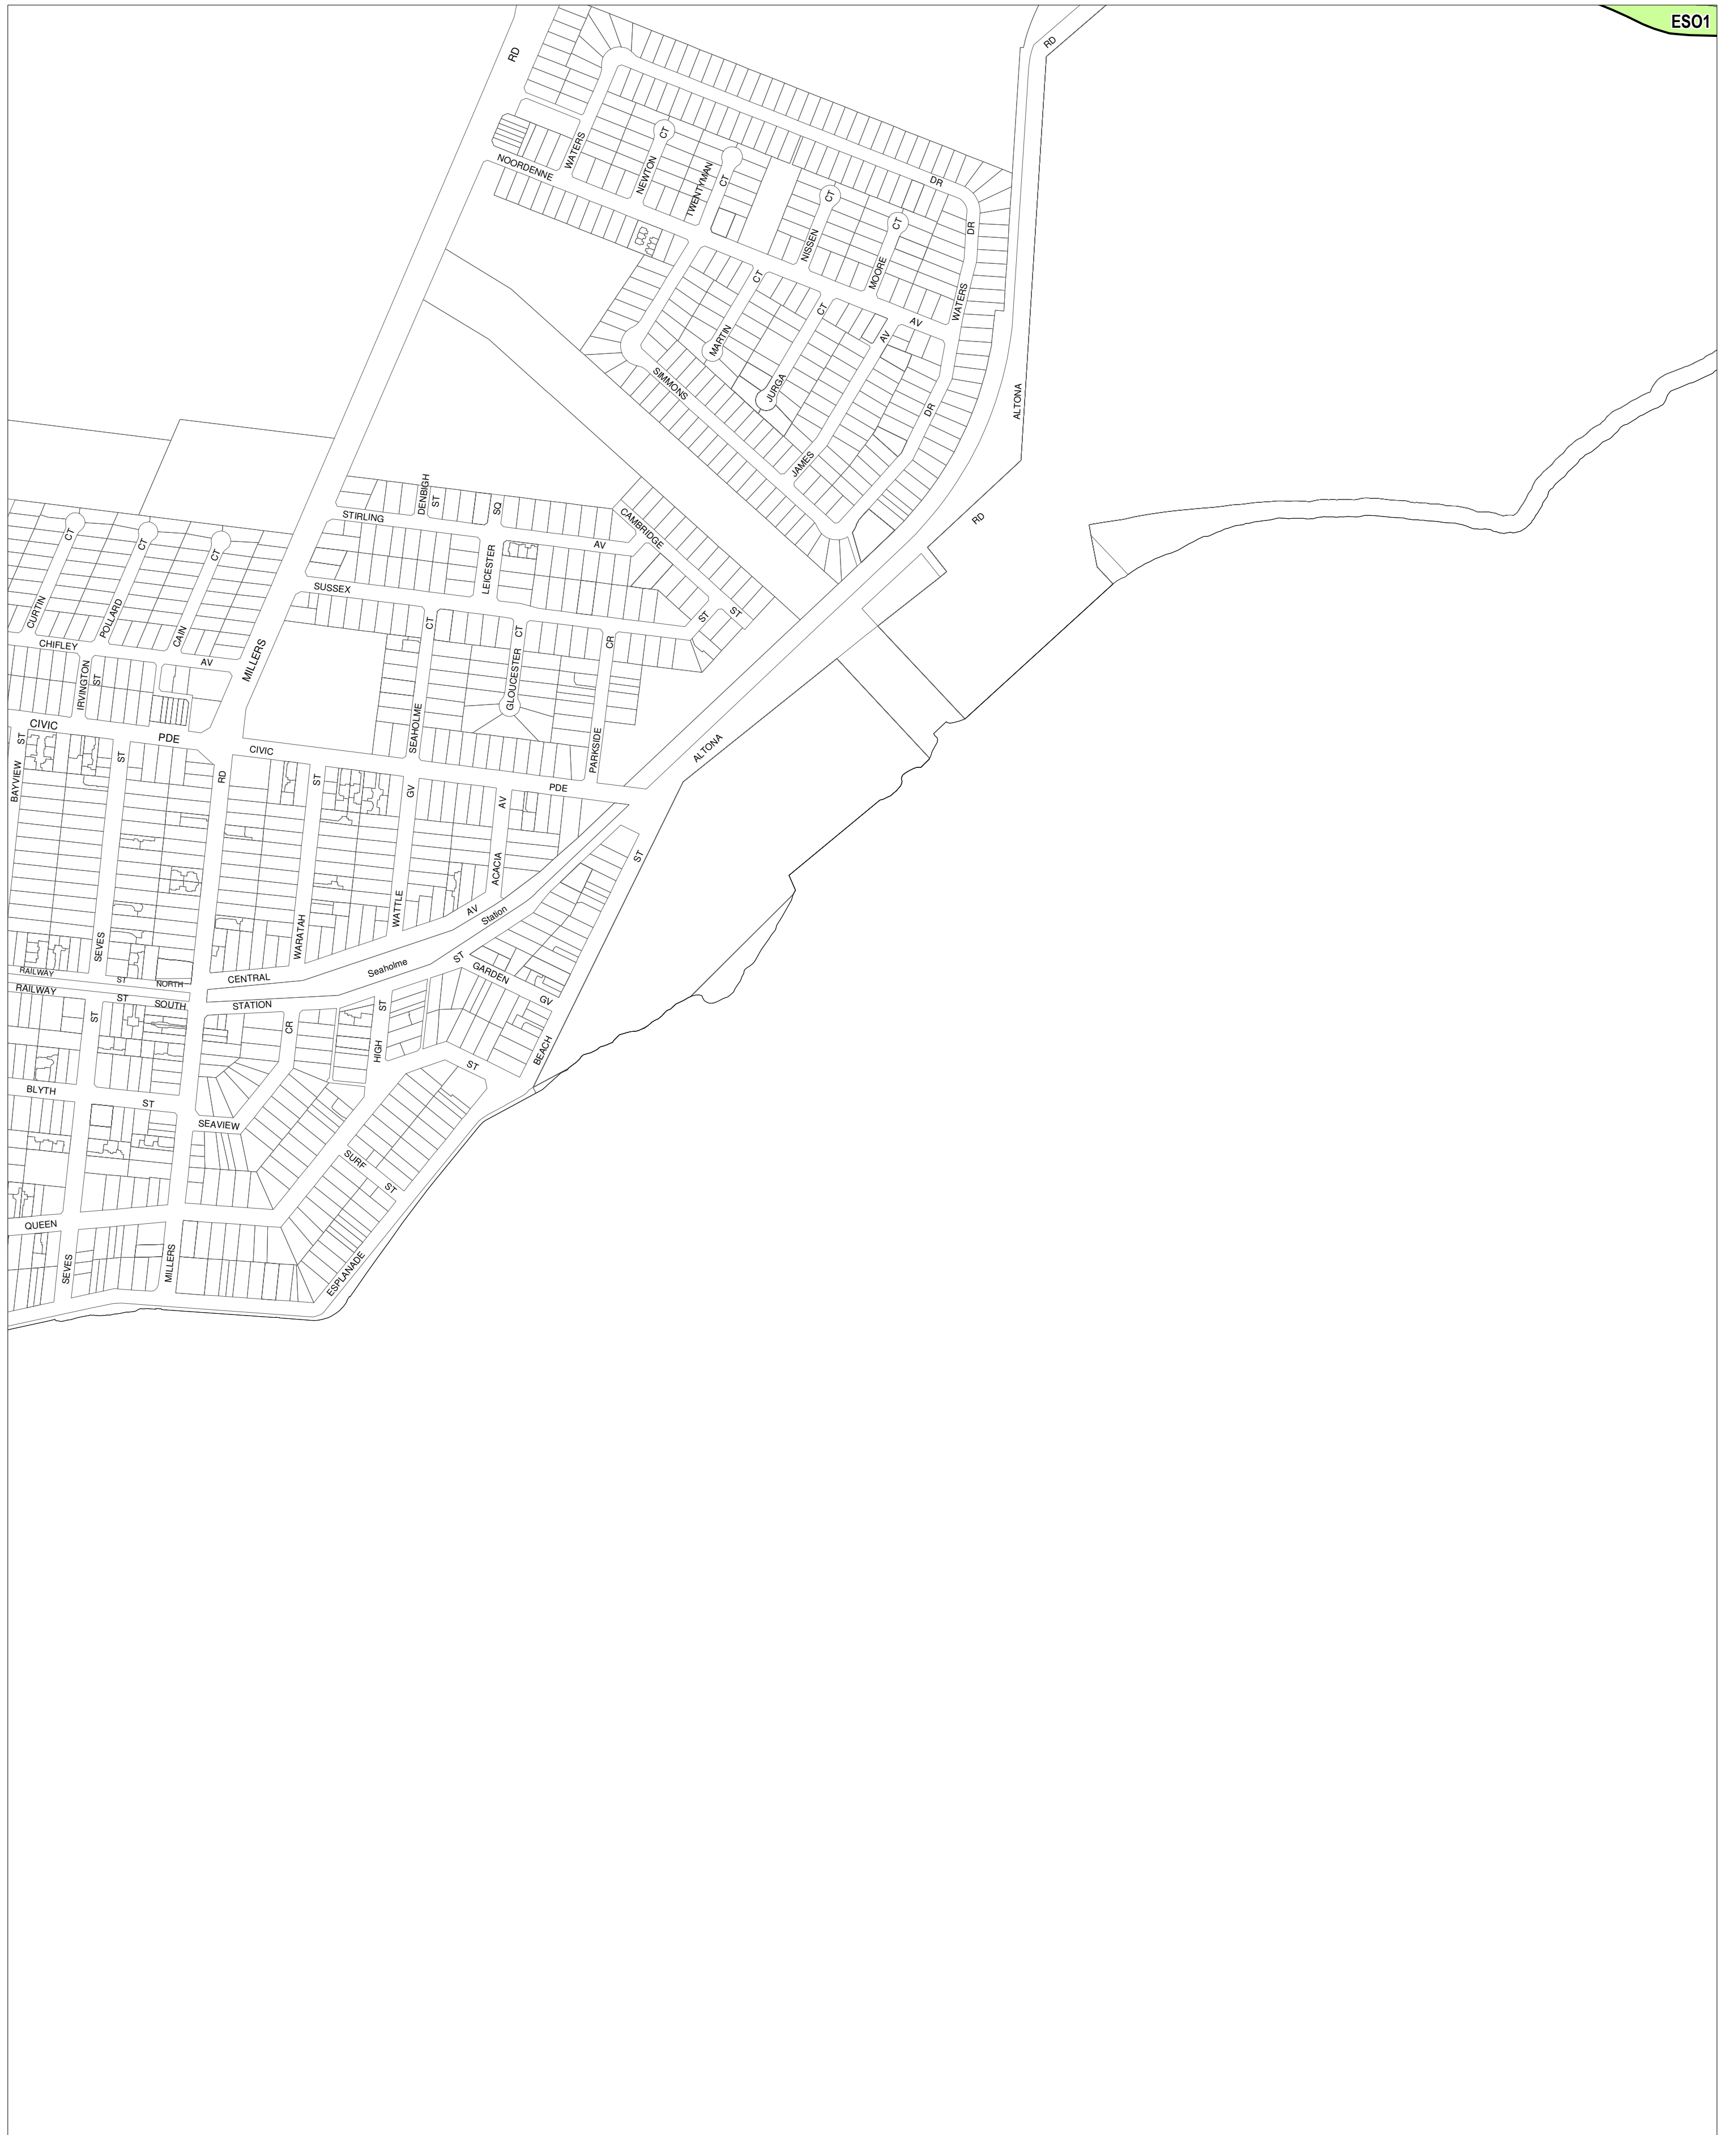 ESO1
RD
RD
WATERS
CT
NEWTON
TWENTYMAN
CT
NOORDENNE
DR
CT
NISSEN
CT
MOORE
DR
WATERS
CT
MARTIN
CT
JURGA
AV
AV
SIMMONS
DR
JAMES
ALTONA
RD
DENBIGH
ST
SQ
STIRLING
CAMBRIDGE
AV
LEICESTER
CT
CURTIN
CT
POLLARD
CT
CAIN
CHIFLEY
AV
SUSSEX
ST
ST
CT
CT
CR
MILLERS
GLOUCESTER
SEAHOLME
PARKSIDE
IRVINGTON
ST
CIVIC
PDE
CIVIC
PDE
ALTONA
ST
BAYVIEW
ST
RD
ST
GV
AV
ST
ACACIA
WATTLE
WARATAH
SEVES
AV
Station
Seaholme
CENTRAL
RAILWAY
ST
NORTH
RAILWAY
ST
SOUTH
STATION
ST
GARDEN
GV
ST
CR
ST
HIGH
BEACH
ST
BLYTH
ST
SEAVIEW
SURF
ST
QUEEN
SEVES
MILLERS
ESPLANADE